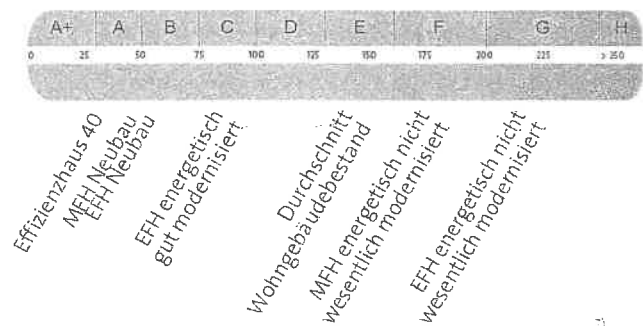 A+ A B C D E F G H
0 25 50 75 100 125 150 175 200 225 > 250
Effizienzhaus 40
MFH Neubau
EFH Neubau
EFH energetisch
gut modernisiert
Durchschnitt
Wohngebäudebestand
MFH energetisch nicht
wesentlich modernisiert
EFH energetisch nicht
wesentlich modernisiert